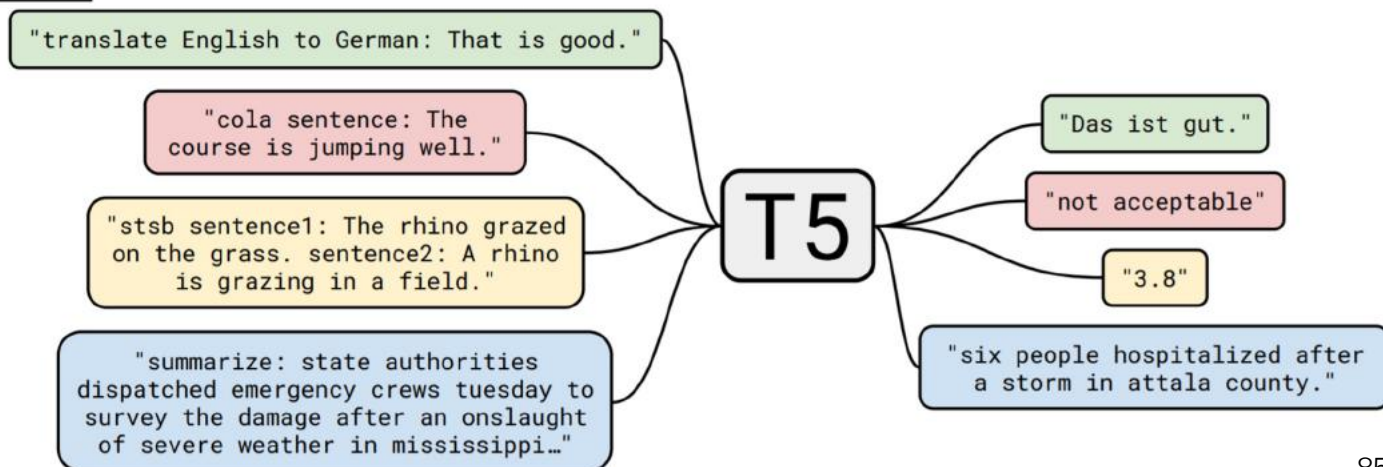 "translate English to German: That is good."
"cola sentence: The
course is jumping well."
"stsb sentence1: The rhino grazed
on the grass. sentence2: A rhino
is grazing in a field."
"summarize: state authorities
dispatched emergency crews tuesday to
survey the damage after an onslaught
of severe weather in mississippi…"
T5
"Das ist gut."
"not acceptable"
"3.8"
"six people hospitalized after
a storm in attala county."